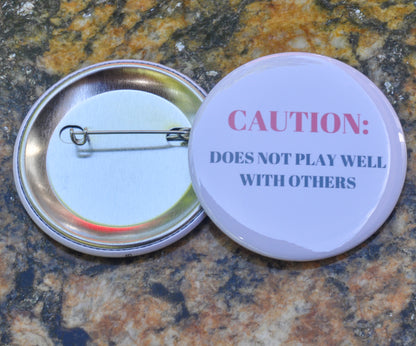 CAUTION:
DOES NOT PLAY WELL
WITH OTHERS